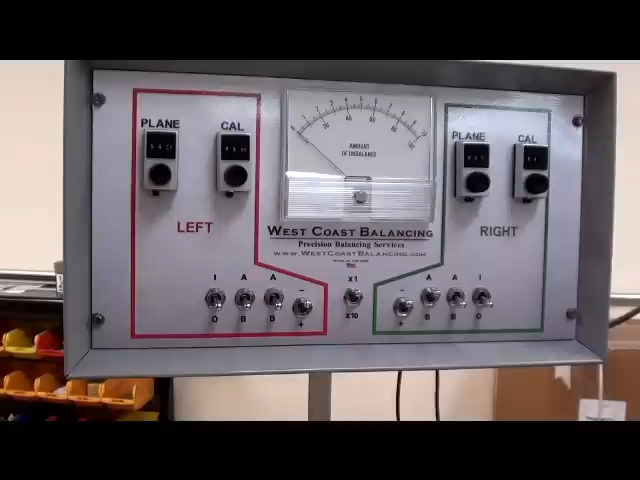 PLANE CAL
LEFT
AMOUNT
OF UNBALANCE
WEST COAST BALANCING
Precision Balancing Services
WWW.WESTCOASTBALANCING.COM
PLANE CAL
RIGHT
I A A −
O B B +
X1
X10
− A A I
+ B B O